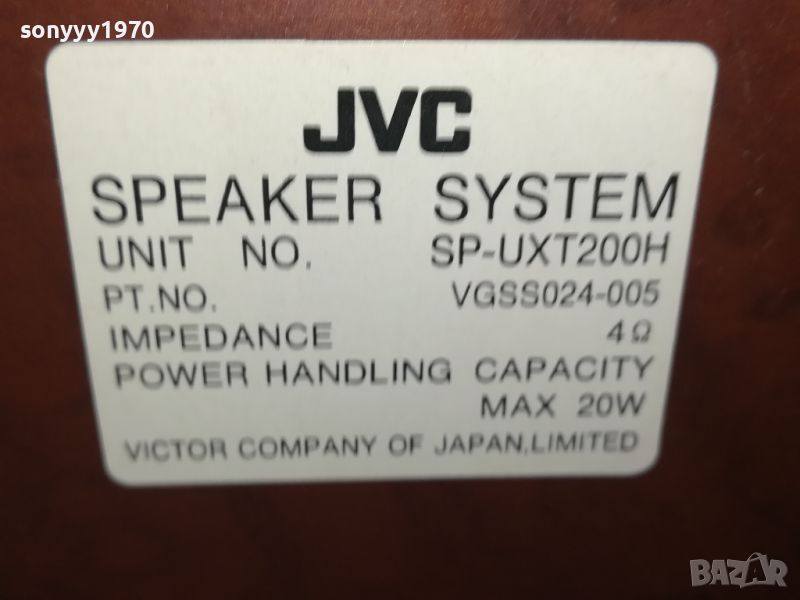 sonyyy1970
JVC
SPEAKER SYSTEM
UNIT NO. SP-UXT200H
PT.NO. VGSS024-005
IMPEDANCE 4Ω
POWER HANDLING CAPACITY
MAX 20W
VICTOR COMPANY OF JAPAN,LIMITED
BAZAR